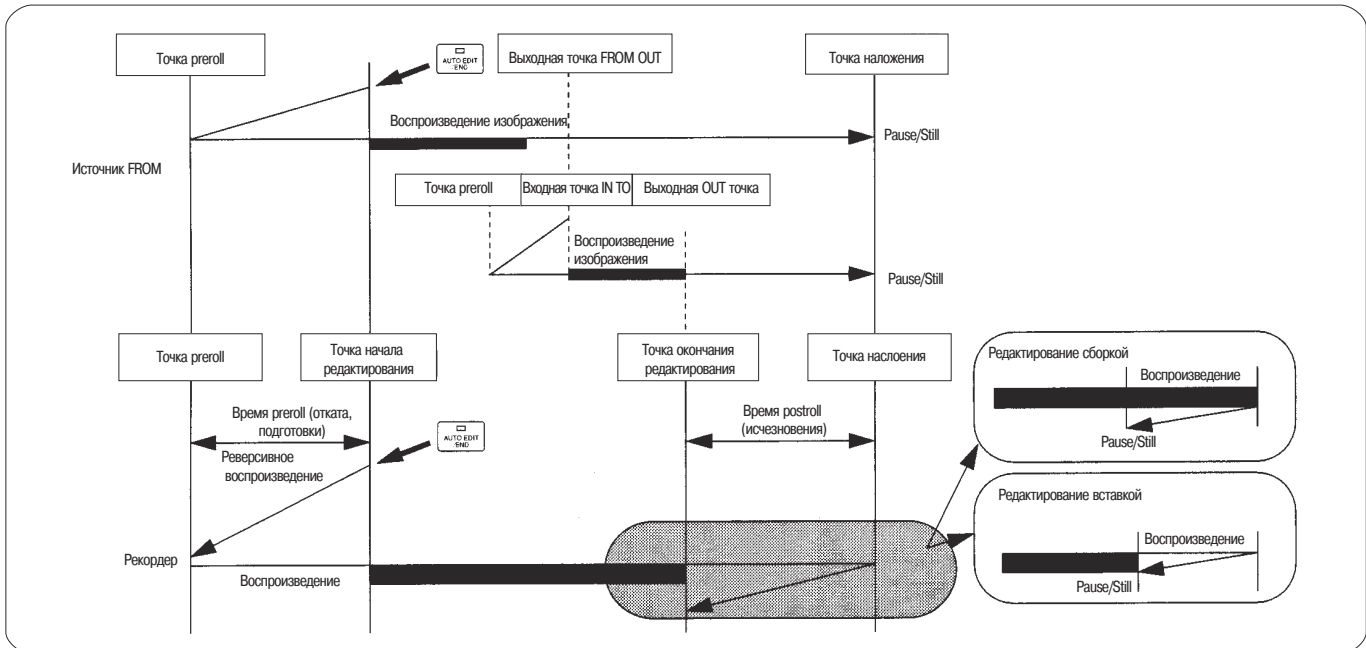 Точка preroll
AUTO EDIT
/END
Выходная точка FROM OUT
Точка наложения
Воспроизведение изображения
Pause/Still
Источник FROM
Точка preroll
Входная точка IN TO
Выходная OUT точка
Воспроизведение
изображения
Pause/Still
Точка preroll
Точка начала
редактирования
Точка окончания
редактирования
Точка наслоения
Редактирование сборкой
Воспроизведение
Pause/Still
Время preroll (отката,
подготовки)
Реверсивное
воспроизведение
AUTO EDIT
/END
Время postroll
(исчезновения)
Редактирование вставкой
Воспроизведение
Pause/Still
Рекордер
Воспроизведение